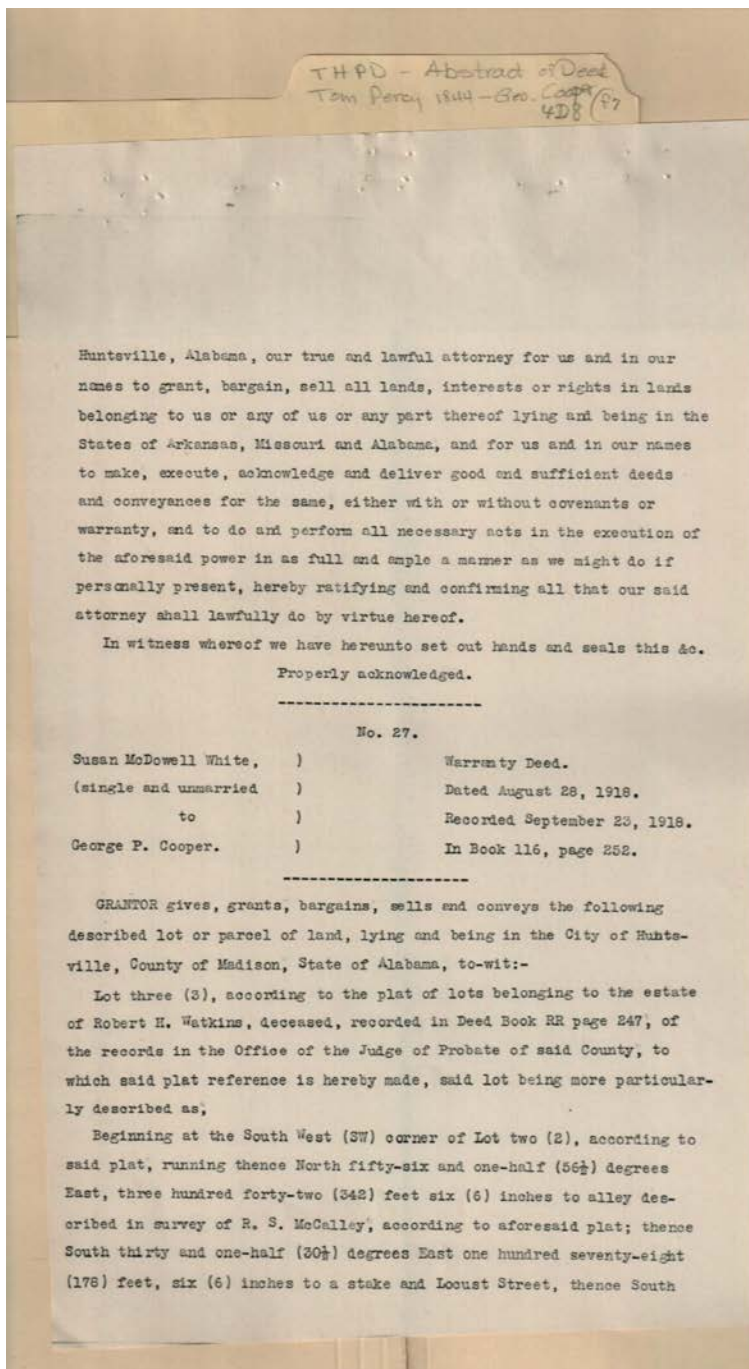 THPD - Abstract of Deed
Tom Percy 1844 - Geo. Cooper
4D8 P7
Huntsville, Alabama, our true and lawful attorney for us and in our
names to grant, bargain, sell all lands, interests or rights in lands
belonging to us or any of us or any part thereof lying and being in the
States of Arkansas, Missouri and Alabama, and for us and in our names
to make, execute, acknowledge and deliver good and sufficient deeds
and conveyances for the same, either with or without covenants or
warranty, and to do and perform all necessary acts in the execution of
the aforesaid power in as full and ample a manner as we might do if
personally present, hereby ratifying and confirming all that our said
attorney shall lawfully do by virtue hereof.
In witness whereof we have hereunto set out hands and seals this &c.
Properly acknowledged.
-----------------------
No. 27.
Susan McDowell White, ) Warranty Deed.
(single and unmarried ) Dated August 28, 1918.
to ) Recorded September 23, 1918.
George P. Cooper. ) In Book 116, page 252.
---------------------
GRANTOR gives, grants, bargains, sells and conveys the following
described lot or parcel of land, lying and being in the City of Hunts-
ville, County of Madison, State of Alabama, to-wit:-
Lot three (3), according to the plat of lots belonging to the estate
of Robert H. Watkins, deceased, recorded in Deed Book RR page 247, of
the records in the Office of the Judge of Probate of said County, to
which said plat reference is hereby made, said lot being more particular-
ly described as,
Beginning at the South West (SW) corner of Lot two (2), according to
said plat, running thence North fifty-six and one-half (56½) degrees
East, three hundred forty-two (342) feet six (6) inches to alley des-
cribed in survey of R. S. McCalley, according to aforesaid plat; thence
South thirty and one-half (30½) degrees East one hundred seventy-eight
(178) feet, six (6) inches to a stake and Locust Street, thence South